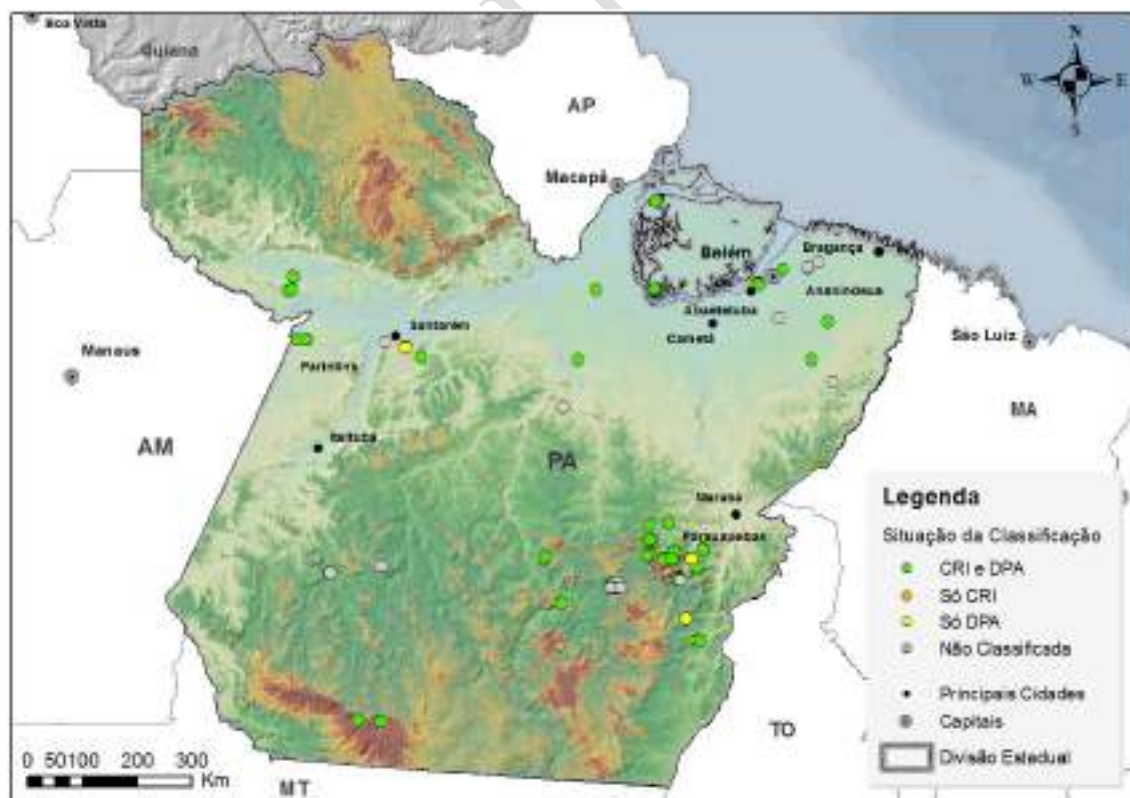 Boa Vista
Guiana
AP
N
W
E
S
Macapá
Belém
Bragança
Ananindeua
Abaetetuba
Cametá
Santarém
Parintins
Manaus
São Luiz
MA
AM
Itaituba
PA
Marabá
Parauapebas
TO
MT
0 50100 200 300
Km
Legenda
Situação da Classificação
CRI e DPA
Só CRI
Só DPA
Não Classificada
Principais Cidades
Capitais
Divisão Estadual